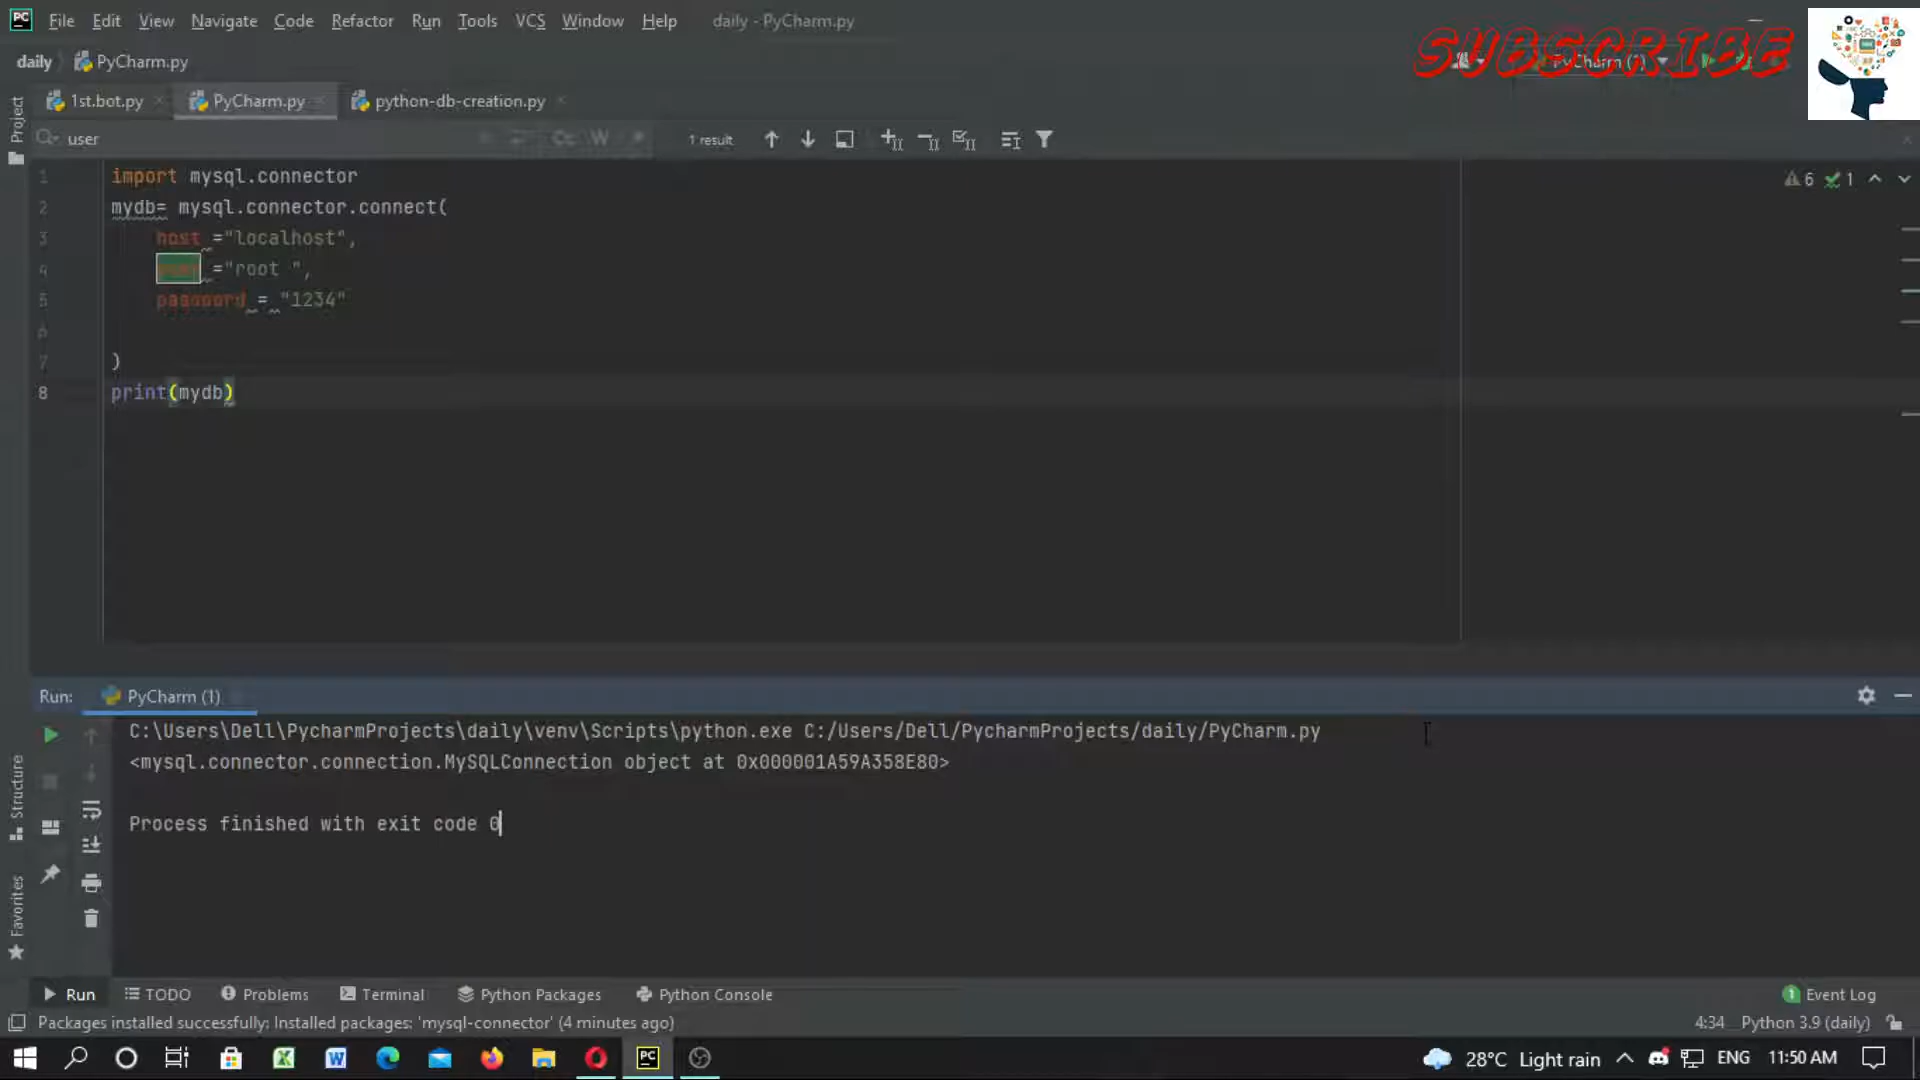 PC File Edit View Navigate Code Refactor Run Tools VCS Window Help daily - PyCharm.py
SUBSCRIBE
daily PyCharm.py
1st.bot.py PyCharm.py python-db-creation.py
Project
user Cc W 1 result
1 import mysql.connector
6 1
2 mydb= mysql.connector.connect(
3 host ="localhost",
4 user ="root ",
5 password = "1234"
6
7 )
8 print(mydb)
Run: PyCharm (1)
C:\Users\Dell\PycharmProjects\daily\venv\Scripts\python.exe C:/Users/Dell/PycharmProjects/daily/PyCharm.py
<mysql.connector.connection.MySQLConnection object at 0x000001A59A358E80>
Process finished with exit code 0
Structure
Favorites
Run TODO Problems Terminal Python Packages Python Console 1 Event Log
Packages installed successfully: Installed packages: 'mysql-connector' (4 minutes ago) 4:34 Python 3.9 (daily)
PC 28°C Light rain ENG 11:50 AM